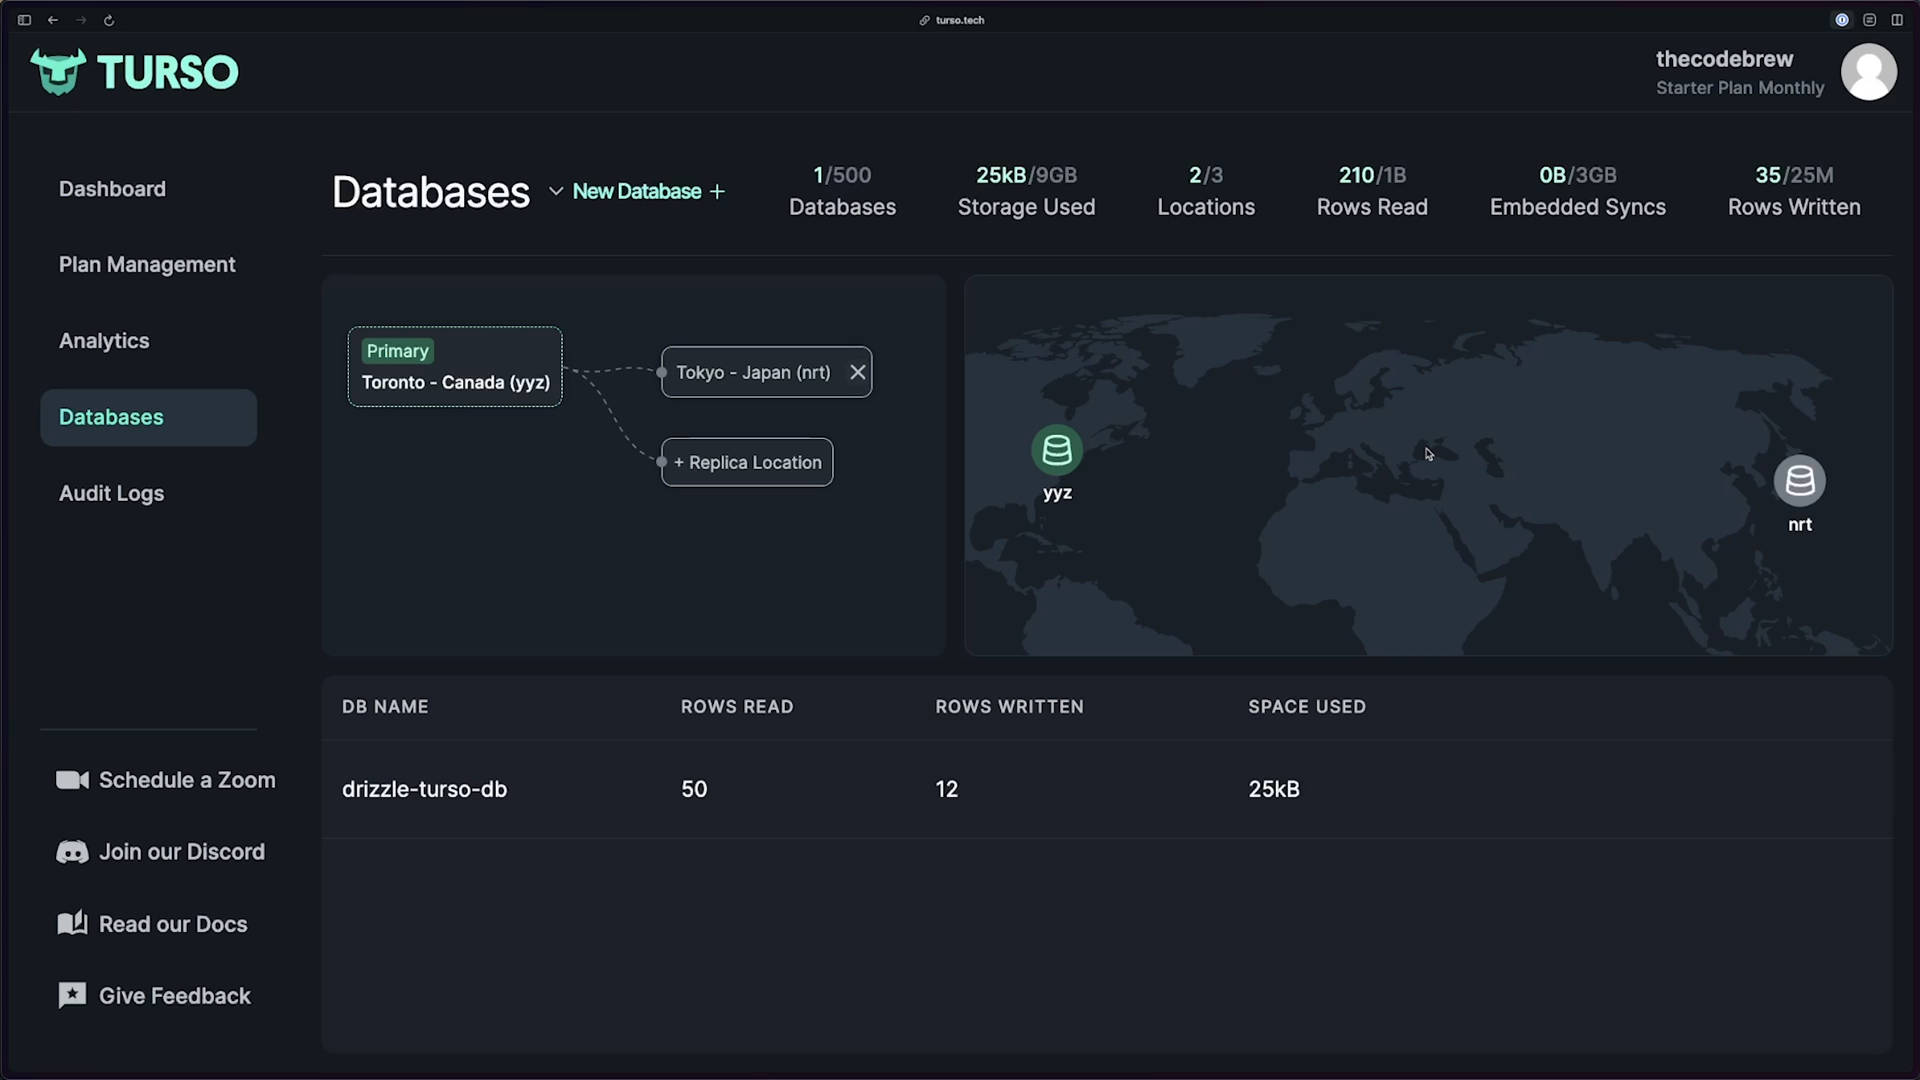 turso.tech
TURSO
thecodebrew
Starter Plan Monthly
Dashboard
Plan Management
Analytics
Databases
Audit Logs
Schedule a Zoom
Join our Discord
Read our Docs
Give Feedback
Databases
New Database +
1/500
Databases
25kB/9GB
Storage Used
2/3
Locations
210/1B
Rows Read
0B/3GB
Embedded Syncs
35/25M
Rows Written
Primary
Toronto - Canada (yyz)
Tokyo - Japan (nrt)
+ Replica Location
yyz
nrt
DB NAME ROWS READ ROWS WRITTEN SPACE USED
drizzle-turso-db 50 12 25kB